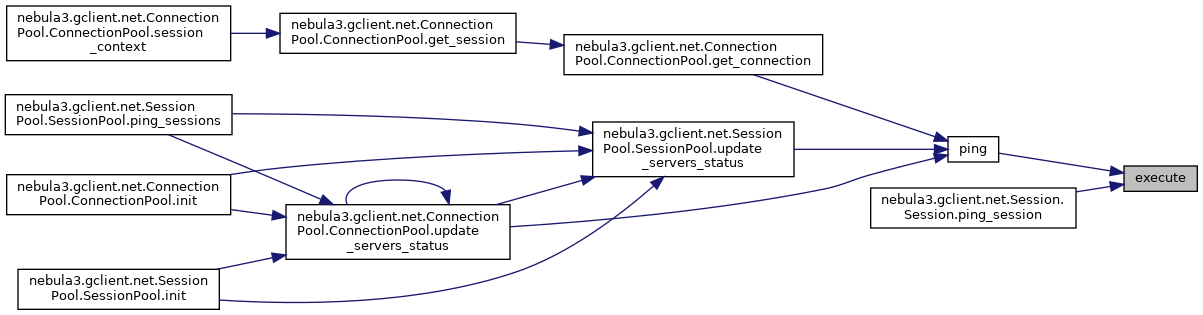 nebula3.gclient.net.Connection
Pool.ConnectionPool.session
_context
nebula3.gclient.net.Connection
Pool.ConnectionPool.get_session
nebula3.gclient.net.Connection
Pool.ConnectionPool.get_connection
nebula3.gclient.net.Session
Pool.SessionPool.ping_sessions
nebula3.gclient.net.Session
Pool.SessionPool.update
_servers_status
ping
execute
nebula3.gclient.net.Connection
Pool.ConnectionPool.init
nebula3.gclient.net.Session.
Session.ping_session
nebula3.gclient.net.Connection
Pool.ConnectionPool.update
_servers_status
nebula3.gclient.net.Session
Pool.SessionPool.init